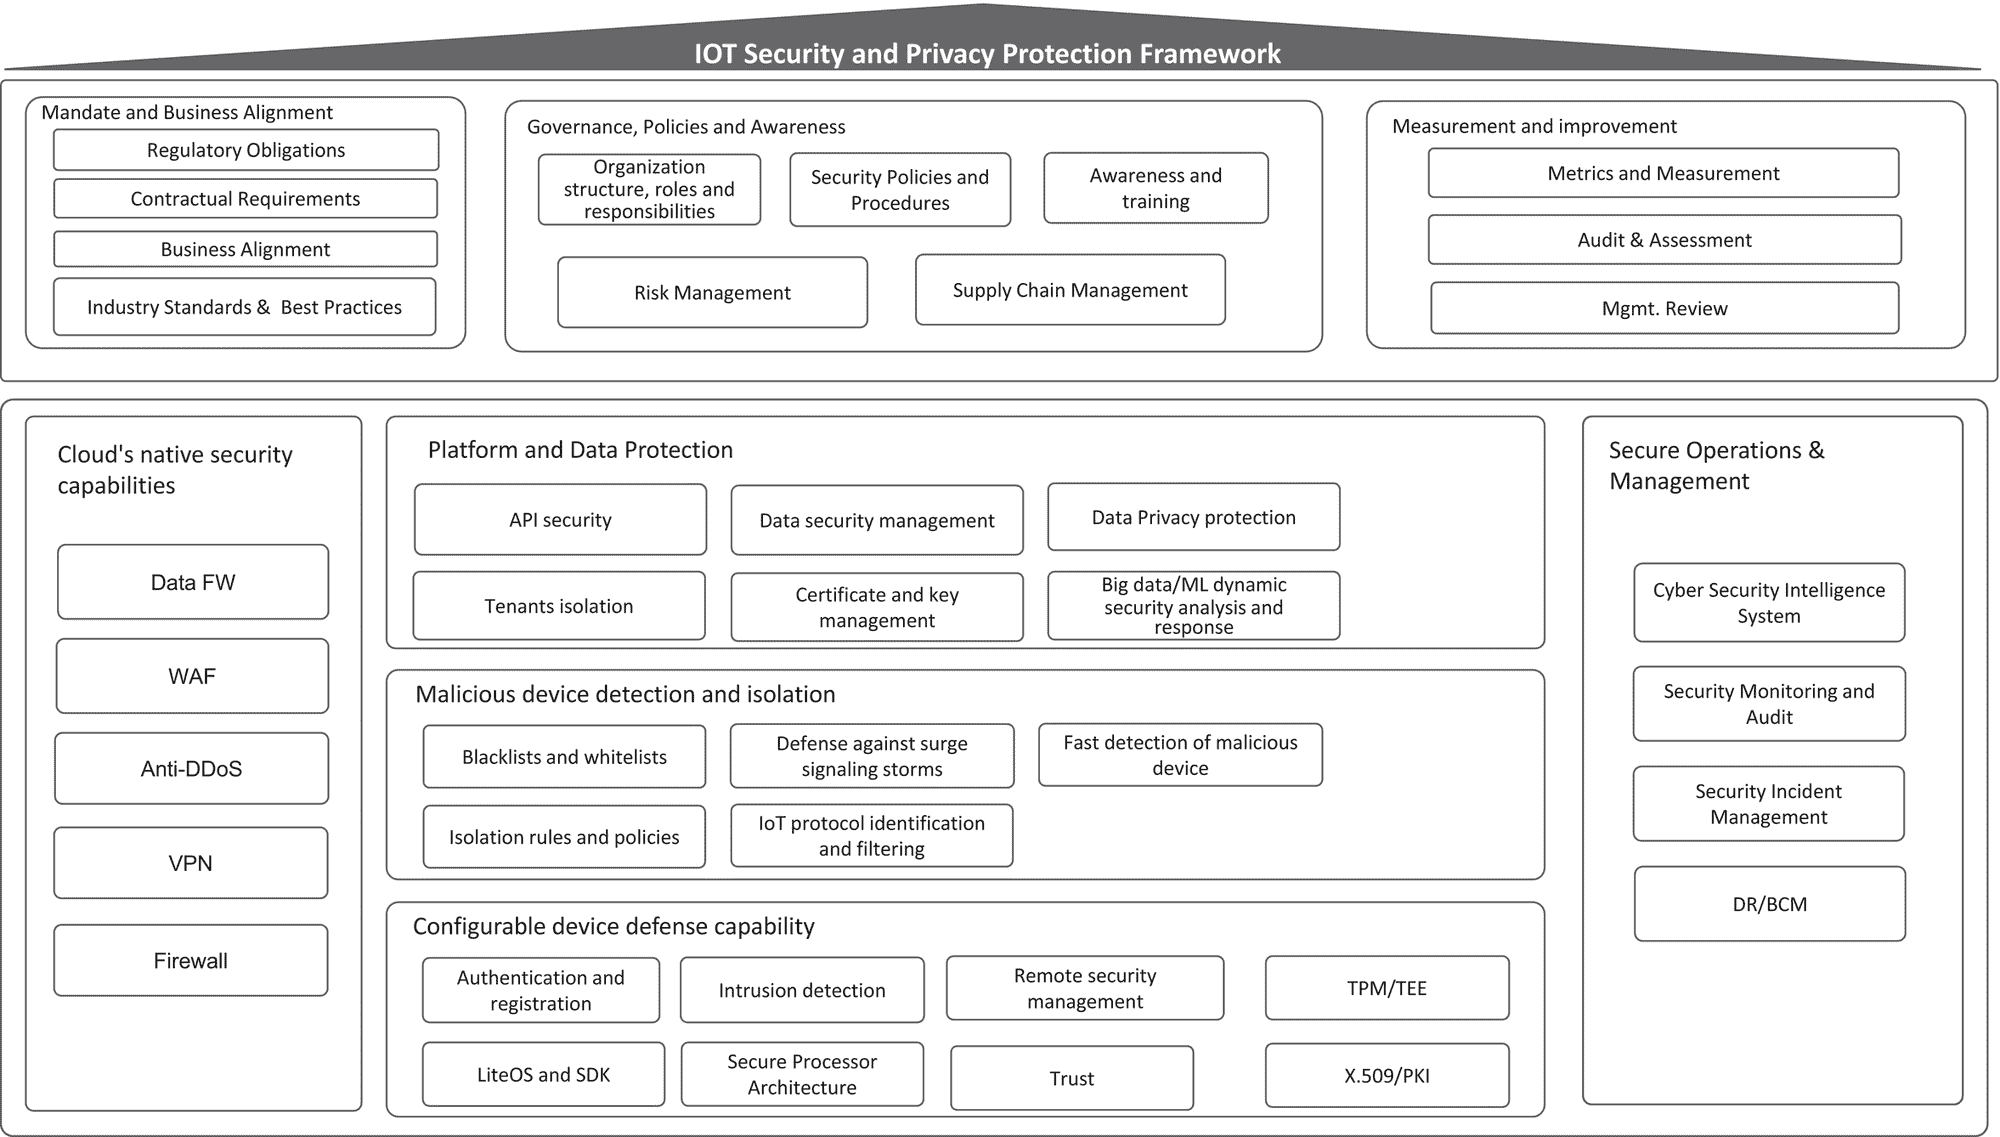 IOT Security and Privacy Protection Framework
Mandate and Business Alignment
Regulatory Obligations
Contractual Requirements
Business Alignment
Industry Standards &  Best Practices
Governance, Policies and Awareness
Organization
structure, roles and
responsibilities
Security Policies and
Procedures
Awareness and
training
Risk Management
Supply Chain Management
Measurement and improvement
Metrics and Measurement
Audit & Assessment
Mgmt. Review
Cloud's native security
capabilities
Data FW
WAF
Anti-DDoS
VPN
Firewall
Platform and Data Protection
API security
Data security management
Data Privacy protection
Tenants isolation
Certificate and key
management
Big data/ML dynamic
security analysis and
response
Malicious device detection and isolation
Blacklists and whitelists
Defense against surge
signaling storms
Fast detection of malicious
device
Isolation rules and policies
IoT protocol identification
and filtering
Configurable device defense capability
Authentication and
registration
Intrusion detection
Remote security
management
TPM/TEE
LiteOS and SDK
Secure Processor
Architecture
Trust
X.509/PKI
Secure Operations &
Management
Cyber Security Intelligence
System
Security Monitoring and
Audit
Security Incident
Management
DR/BCM